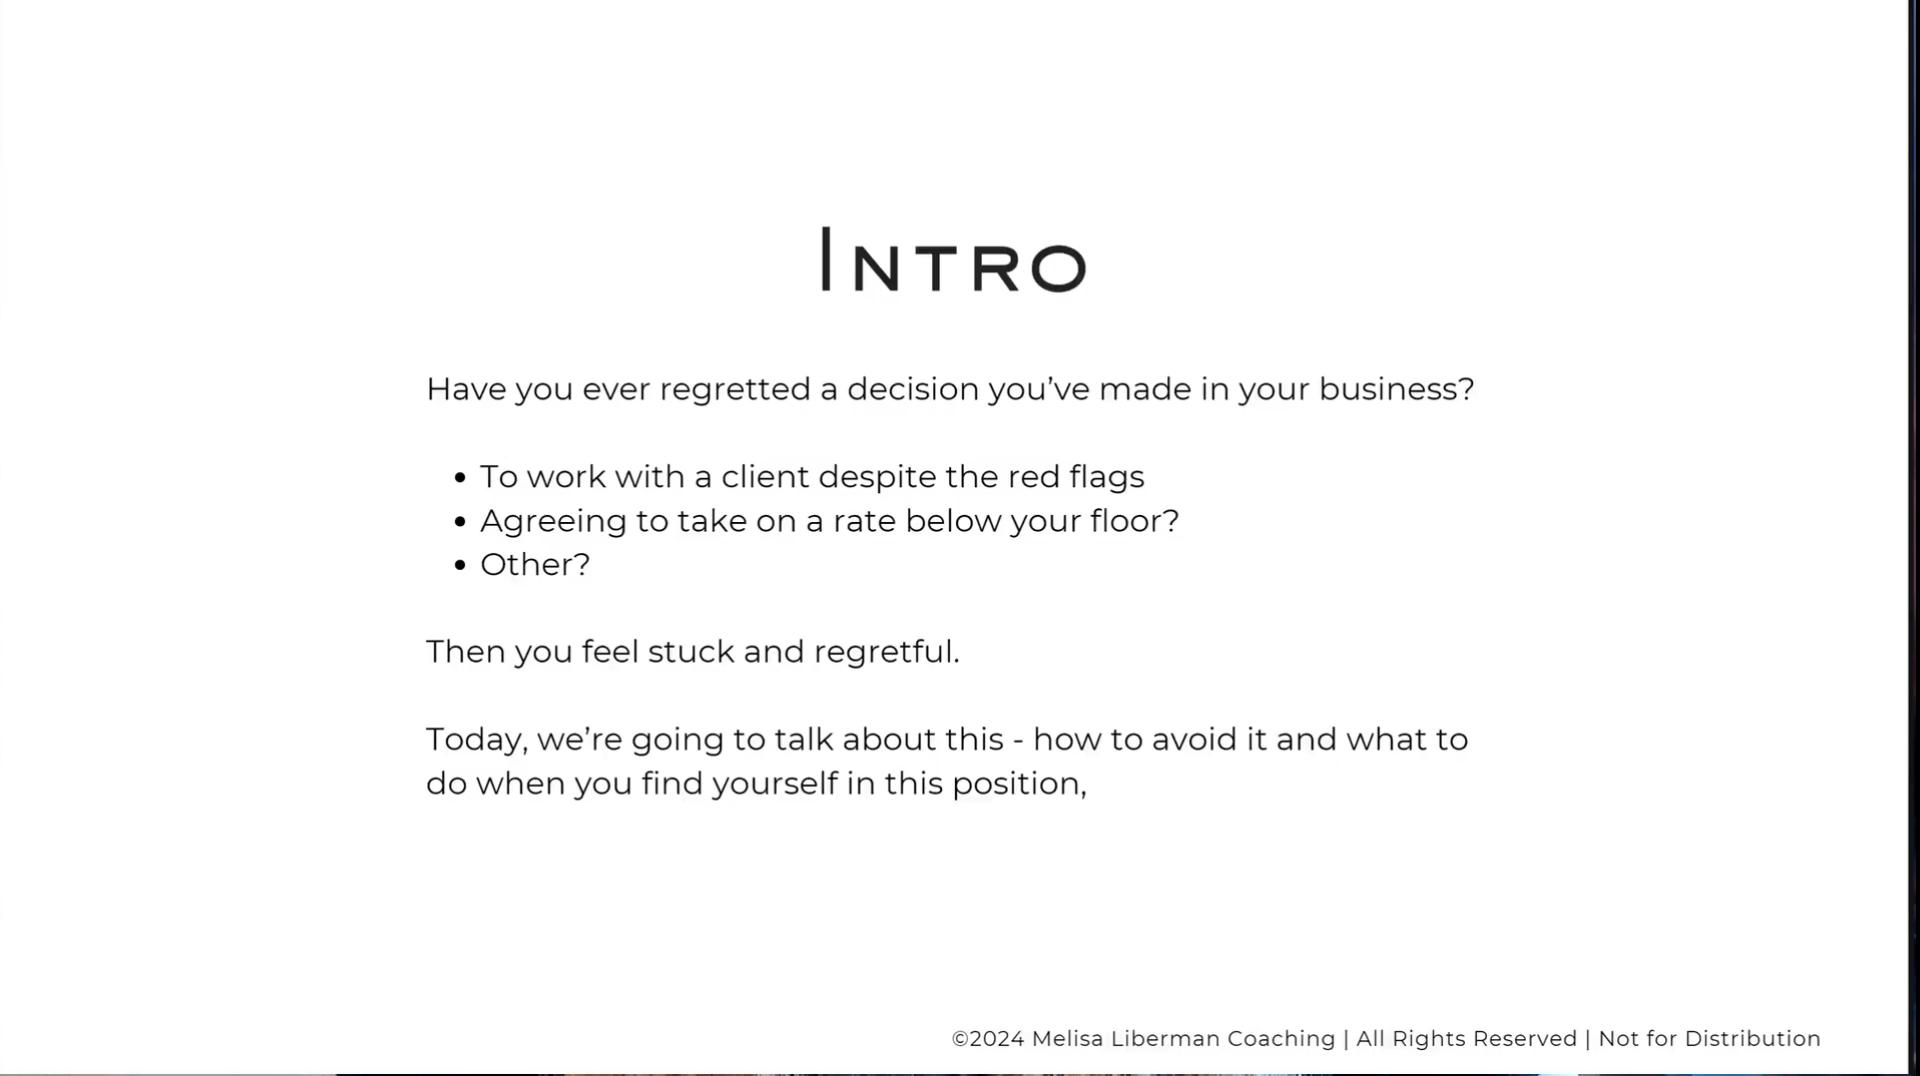 Intro
Have you ever regretted a decision you’ve made in your business?
• To work with a client despite the red flags
• Agreeing to take on a rate below your floor?
• Other?
Then you feel stuck and regretful.
Today, we’re going to talk about this - how to avoid it and what to
do when you find yourself in this position,
©2024 Melisa Liberman Coaching | All Rights Reserved | Not for Distribution